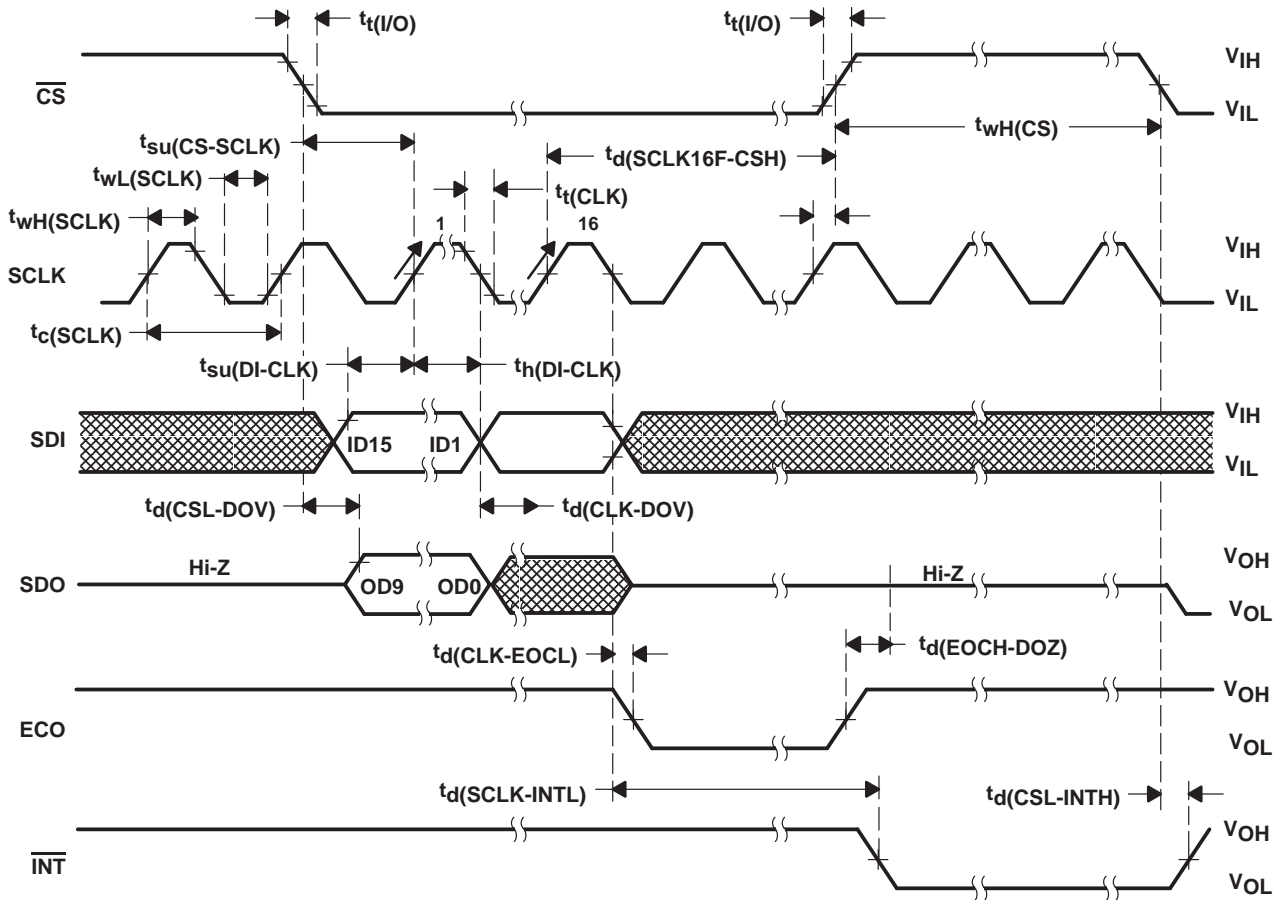 tt(I/O)
tt(I/O)
CS
VIH
VIL
twH(CS)
tsu(CS-SCLK)
td(SCLK16F-CSH)
twL(SCLK)
tt(CLK)
twH(SCLK)
1
16
SCLK
VIH
VIL
tc(SCLK)
tsu(DI-CLK)
th(DI-CLK)
SDI
ID15
ID1
VIH
VIL
td(CSL-DOV)
td(CLK-DOV)
SDO
Hi-Z
OD9
OD0
Hi-Z
VOH
VOL
td(CLK-EOCL)
td(EOCH-DOZ)
ECO
VOH
VOL
td(SCLK-INTL)
td(CSL-INTH)
INT
VOH
VOL